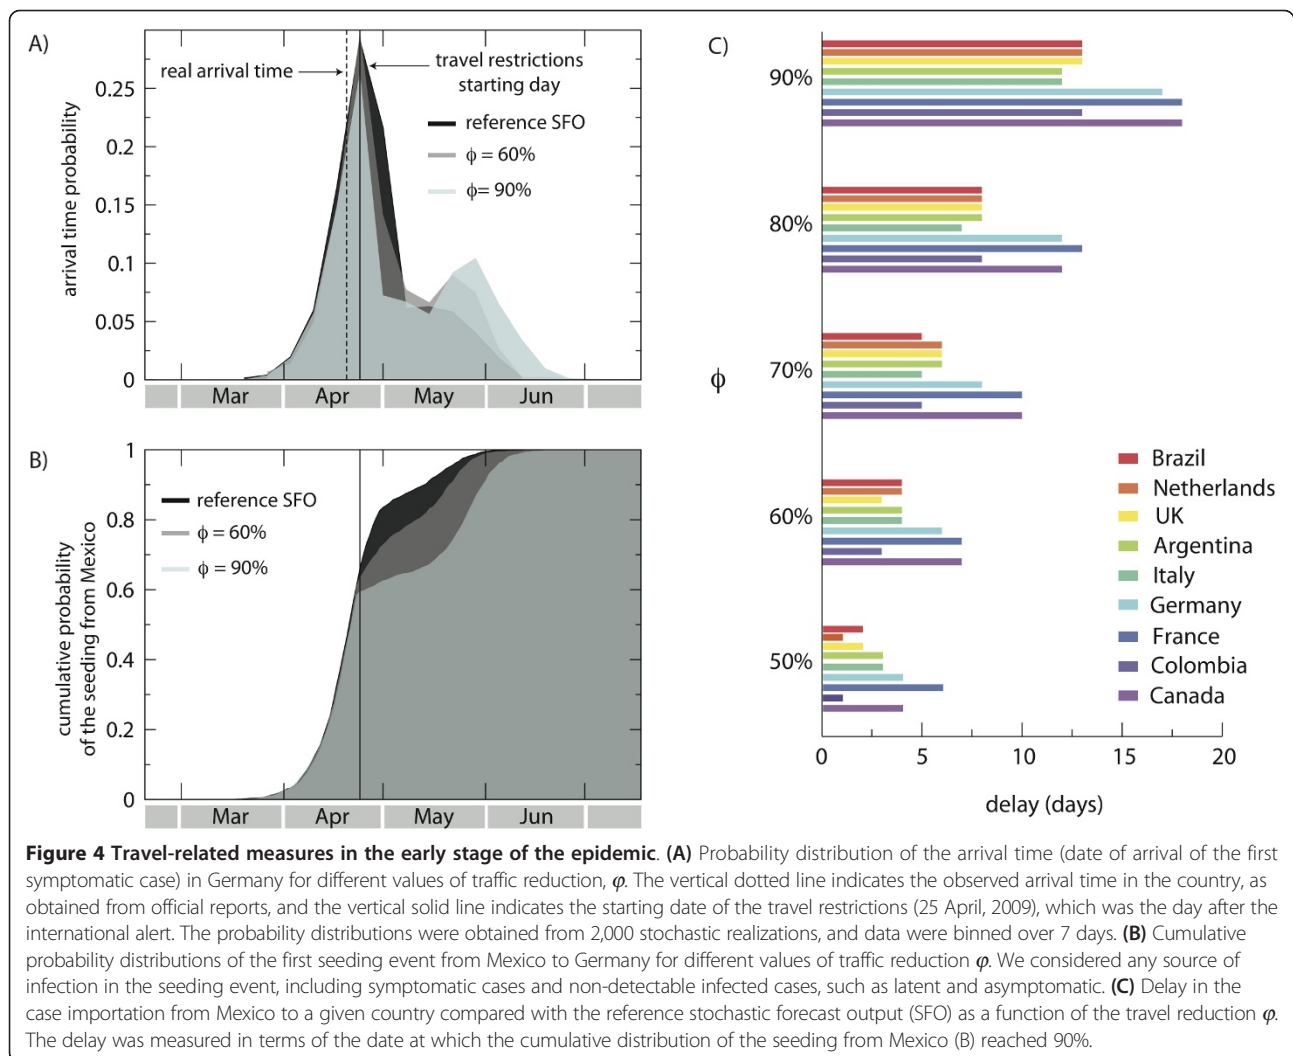 A)
real arrival time
travel restrictions
starting day
reference SFO
ϕ = 60%
ϕ= 90%
arrival time probability
0.25
0.2
0.15
0.1
0.05
0
Mar
Apr
May
Jun
B)
reference SFO
ϕ = 60%
ϕ = 90%
cumulative probability
of the seeding from Mexico
1
0.8
0.6
0.4
0.2
0
Mar
Apr
May
Jun
C)
90%
80%
70%
60%
50%
ϕ
Brazil
Netherlands
UK
Argentina
Italy
Germany
France
Colombia
Canada
0
5
10
15
20
delay (days)
Figure 4 Travel-related measures in the early stage of the epidemic. (A) Probability distribution of the arrival time (date of arrival of the first
symptomatic case) in Germany for different values of traffic reduction, φ. The vertical dotted line indicates the observed arrival time in the country, as
obtained from official reports, and the vertical solid line indicates the starting date of the travel restrictions (25 April, 2009), which was the day after the
international alert. The probability distributions were obtained from 2,000 stochastic realizations, and data were binned over 7 days. (B) Cumulative
probability distributions of the first seeding event from Mexico to Germany for different values of traffic reduction φ. We considered any source of
infection in the seeding event, including symptomatic cases and non-detectable infected cases, such as latent and asymptomatic. (C) Delay in the
case importation from Mexico to a given country compared with the reference stochastic forecast output (SFO) as a function of the travel reduction φ.
The delay was measured in terms of the date at which the cumulative distribution of the seeding from Mexico (B) reached 90%.